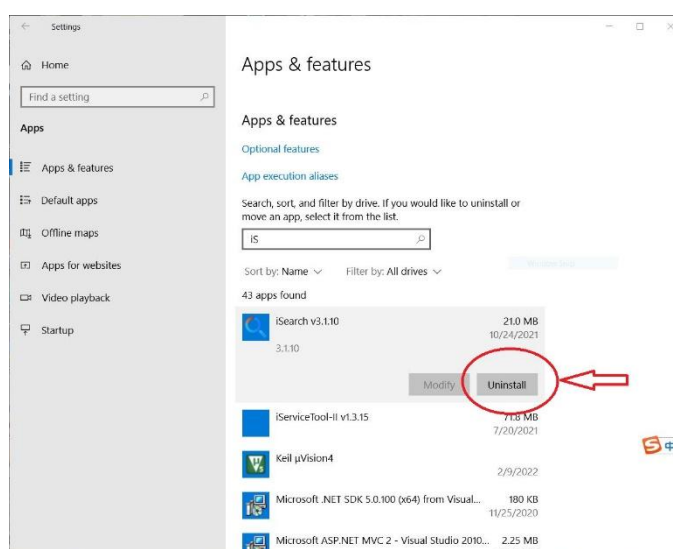 Settings
Home
Find a setting
Apps
Apps & features
Default apps
Offline maps
Apps for websites
Video playback
Startup
Apps & features
Apps & features
Optional features
App execution aliases
Search, sort, and filter by drive. If you would like to uninstall or
move an app, select it from the list.
iS
Sort by: Name Filter by: All drives
43 apps found
iSearch v3.1.10 21.0 MB
10/24/2021
3.1.10
Modify Uninstall
iServiceTool-II v1.3.15 71.8 MB
7/20/2021
Keil µVision4
2/9/2022
Microsoft .NET SDK 5.0.100 (x64) from Visual... 180 KB
11/25/2020
Microsoft ASP.NET MVC 2 - Visual Studio 2010... 2.25 MB
S 中